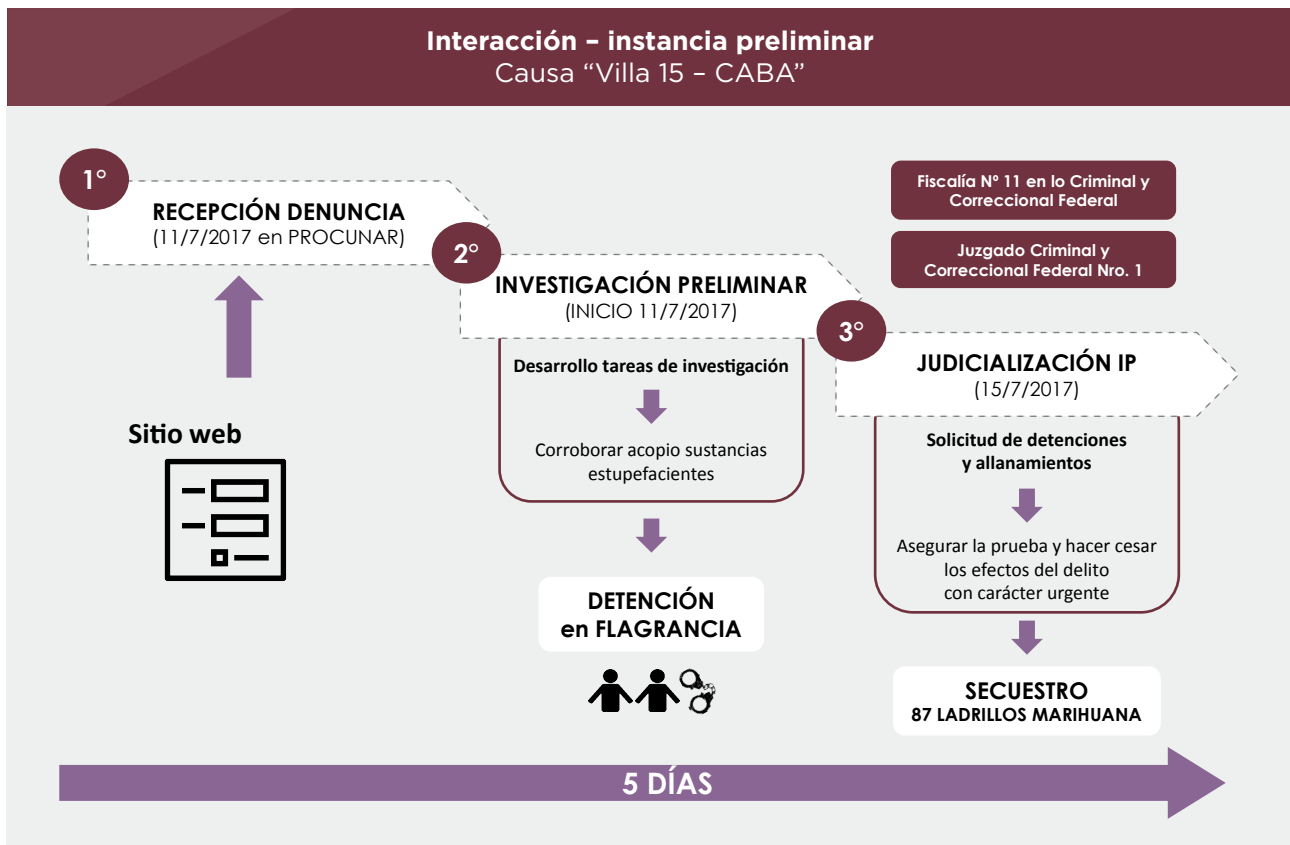 Interacción – instancia preliminar
Causa “Villa 15 – CABA”
1°
RECEPCIÓN DENUNCIA
(11/7/2017 en PROCUNAR)
Sitio web
2°
INVESTIGACIÓN PRELIMINAR
(INICIO 11/7/2017)
Desarrollo tareas de investigación
Corroborar acopio sustancias
estupefacientes
DETENCIÓN
en FLAGRANCIA
Fiscalía Nº 11 en lo Criminal y
Correccional Federal
Juzgado Criminal y
Correccional Federal Nro. 1
3°
JUDICIALIZACIÓN IP
(15/7/2017)
Solicitud de detenciones
y allanamientos
Asegurar la prueba y hacer cesar
los efectos del delito
con carácter urgente
SECUESTRO
87 LADRILLOS MARIHUANA
5 DÍAS